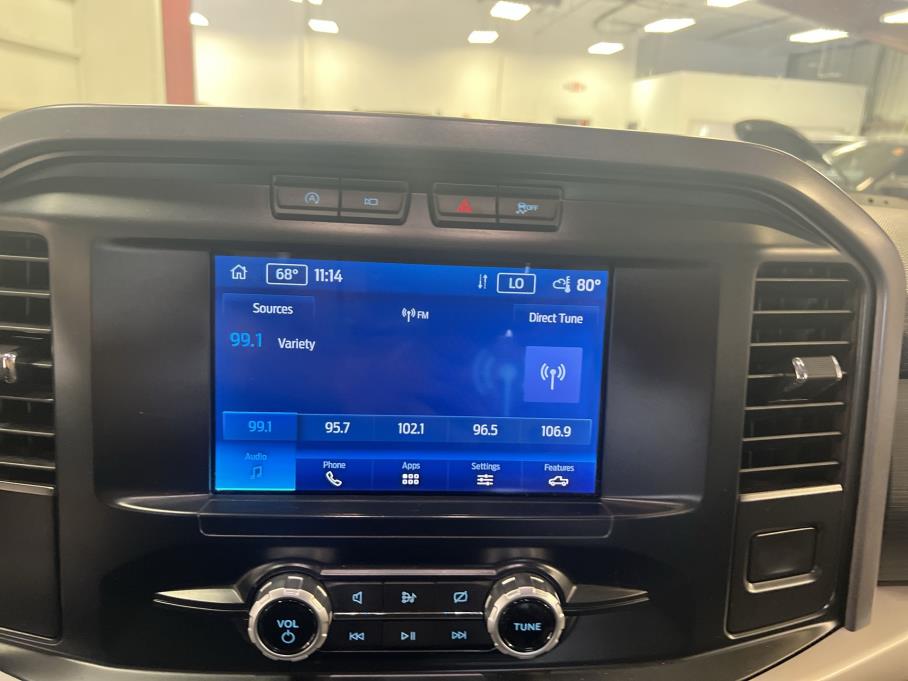 OFF
68° 11:14 LO 80°
Sources FM Direct Tune
99.1 Variety
99.1 95.7 102.1 96.5 106.9
Audio Phone Apps Settings Features
VOL TUNE